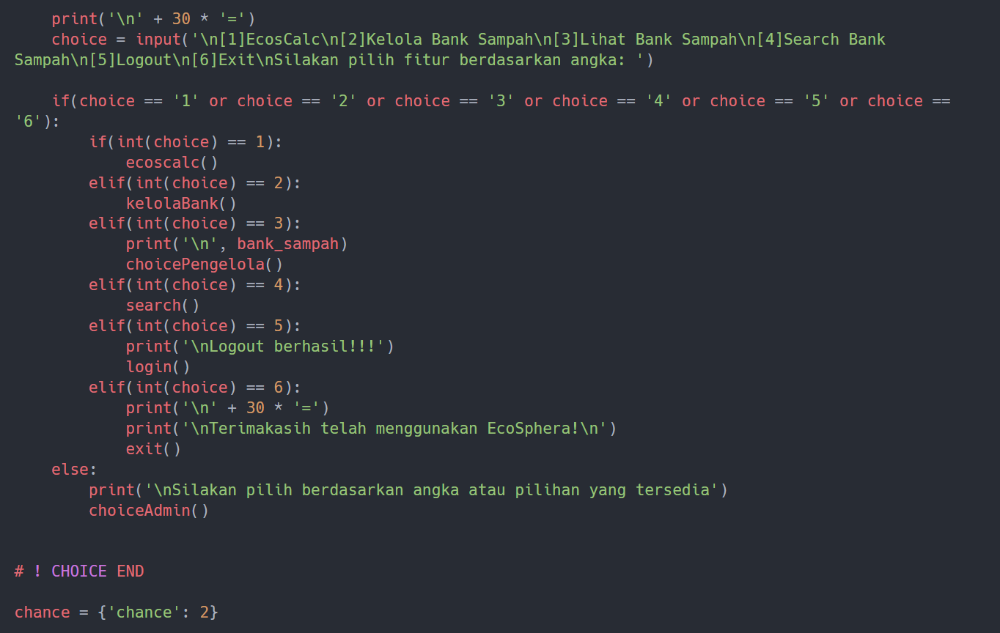 print('\n' + 30 * '=')
    choice = input('\n[1]EcosCalc\n[2]Kelola Bank Sampah\n[3]Lihat Bank Sampah\n[4]Search Bank
Sampah\n[5]Logout\n[6]Exit\nSilakan pilih fitur berdasarkan angka: ')

    if(choice == '1' or choice == '2' or choice == '3' or choice == '4' or choice == '5' or choice ==
'6'):
        if(int(choice) == 1):
            ecoscalc()
        elif(int(choice) == 2):
            kelolaBank()
        elif(int(choice) == 3):
            print('\n', bank_sampah)
            choicePengelola()
        elif(int(choice) == 4):
            search()
        elif(int(choice) == 5):
            print('\nLogout berhasil!!!')
            login()
        elif(int(choice) == 6):
            print('\n' + 30 * '=')
            print('\nTerimakasih telah menggunakan EcoSphera!\n')
            exit()
    else:
        print('\nSilakan pilih berdasarkan angka atau pilihan yang tersedia')
        choiceAdmin()


# ! CHOICE END

chance = {'chance': 2}